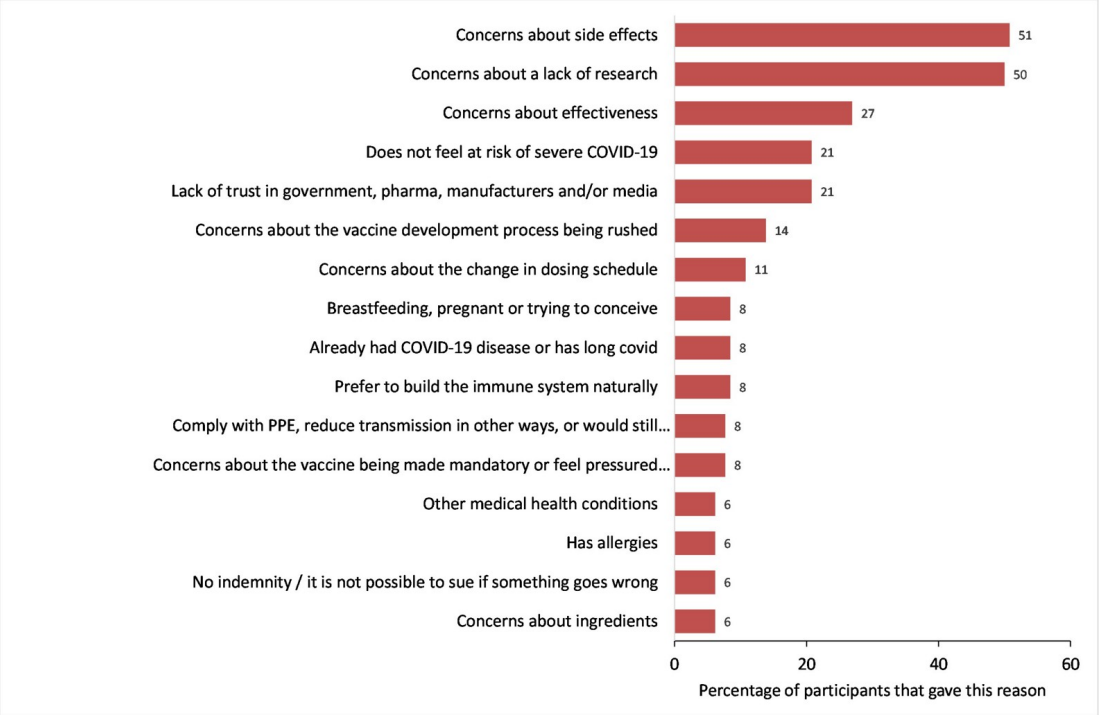 Concerns about side effects 51
Concerns about a lack of research 50
Concerns about effectiveness 27
Does not feel at risk of severe COVID-19 21
Lack of trust in government, pharma, manufacturers and/or media 21
Concerns about the vaccine development process being rushed 14
Concerns about the change in dosing schedule 11
Breastfeeding, pregnant or trying to conceive 8
Already had COVID-19 disease or has long covid 8
Prefer to build the immune system naturally 8
Comply with PPE, reduce transmission in other ways, or would still... 8
Concerns about the vaccine being made mandatory or feel pressured... 8
Other medical health conditions 6
Has allergies 6
No indemnity / it is not possible to sue if something goes wrong 6
Concerns about ingredients 6
0 20 40 60
Percentage of participants that gave this reason